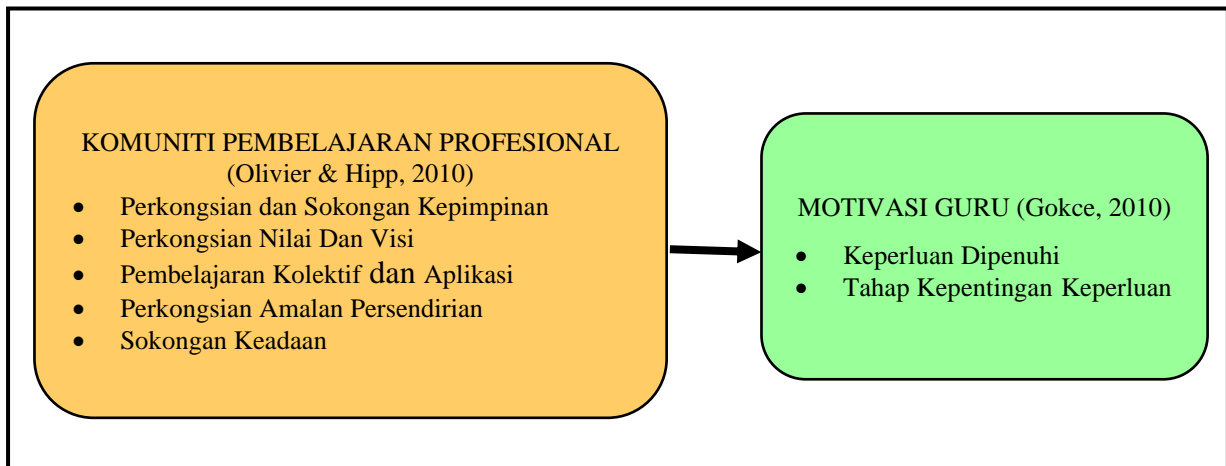 KOMUNITI PEMBELAJARAN PROFESIONAL
(Olivier & Hipp, 2010)
• Perkongsian dan Sokongan Kepimpinan
• Perkongsian Nilai Dan Visi
• Pembelajaran Kolektif dan Aplikasi
• Perkongsian Amalan Persendirian
• Sokongan Keadaan
MOTIVASI GURU (Gokce, 2010)
• Keperluan Dipenuhi
• Tahap Kepentingan Keperluan